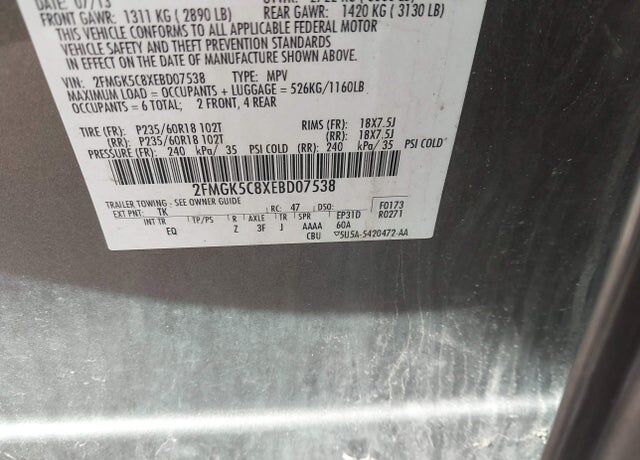 DATE: 07/13
FRONT GAWR: 1311 KG ( 2890 LB) REAR GAWR: 1420 KG ( 3130 LB)
THIS VEHICLE CONFORMS TO ALL APPLICABLE FEDERAL MOTOR
VEHICLE SAFETY AND THEFT PREVENTION STANDARDS
IN EFFECT ON THE DATE OF MANUFACTURE SHOWN ABOVE.
VIN: 2FMGK5C8XEBD07538 TYPE: MPV
MAXIMUM LOAD = OCCUPANTS + LUGGAGE = 526KG/1160LB
OCCUPANTS = 6 TOTAL; 2 FRONT, 4 REAR
TIRE (FR): P235/60R18 102T RIMS (FR): 18X7.5J
(RR): P235/60R18 102T (RR): 18X7.5J
PRESSURE (FR): 240 kPa/ 35 PSI COLD (RR): 240 kPa/ 35 PSI COLD
2FMGK5C8XEBD07538
TRAILER TOWING - SEE OWNER GUIDE
EXT PNT: TK RC: 47 DSO: F0173
INT TR TP/PS R AXLE TR SPR EP31D R0271
EQ Z 3F J AAAA 60A
CBU 5U5A-5420472-AA